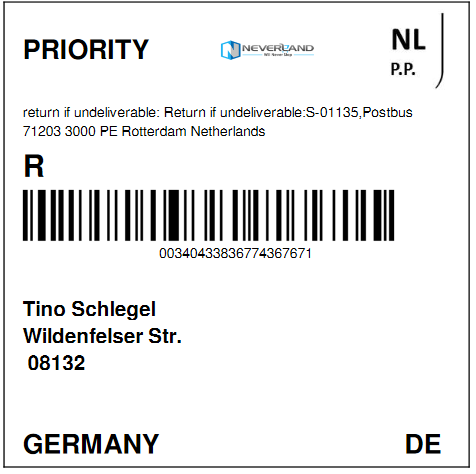 PRIORITY
NEVERLAND
NL
P.P.
return if undeliverable: Return if undeliverable:S-01135,Postbus
71203 3000 PE Rotterdam Netherlands
R
00340433836774367671
Tino Schlegel
Wildenfelser Str.
08132
GERMANY DE